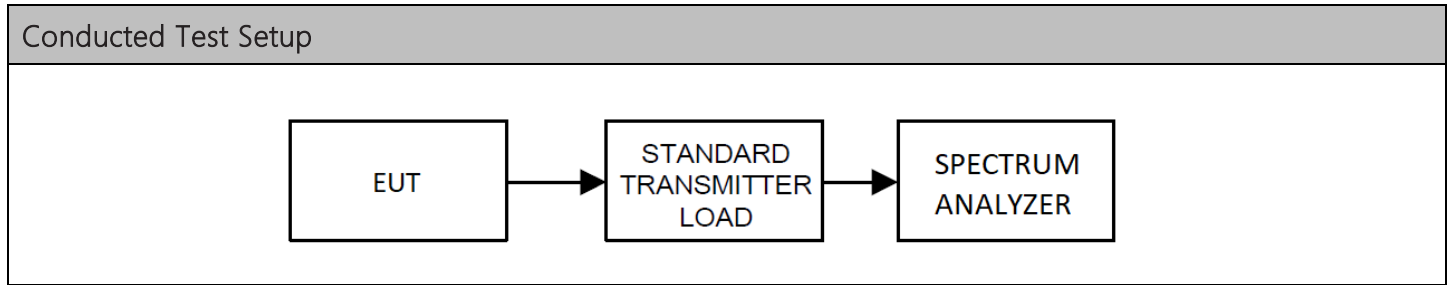 Conducted Test Setup
EUT
STANDARD
TRANSMITTER
LOAD
SPECTRUM
ANALYZER